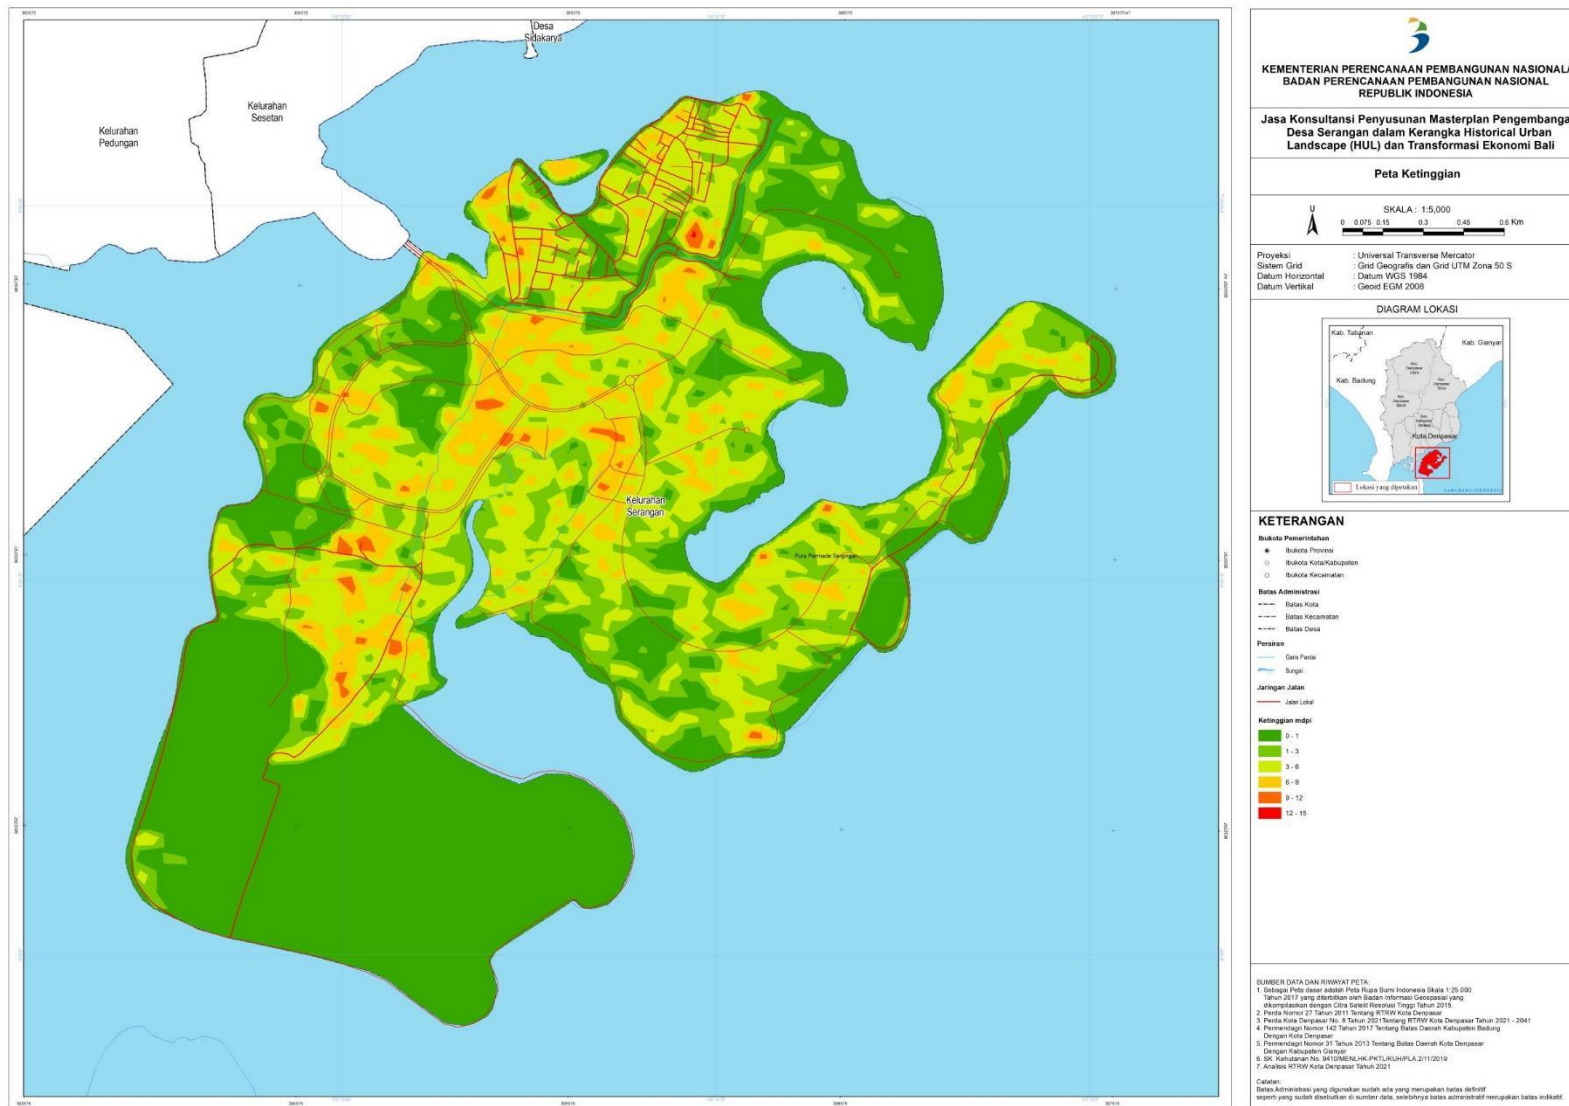 Desa
Sidakarya
Kelurahan
Sesetan
Kelurahan
Pedungan
Kelurahan
Serangan
Pura Permade Serangan
KEMENTERIAN PERENCANAAN PEMBANGUNAN NASIONAL/
BADAN PERENCANAAN PEMBANGUNAN NASIONAL
REPUBLIK INDONESIA
Jasa Konsultansi Penyusunan Masterplan Pengembanga
Desa Serangan dalam Kerangka Historical Urban
Landscape (HUL) dan Transformasi Ekonomi Bali
Peta Ketinggian
U
SKALA : 1:5,000
0 0.075 0.15 0.3 0.45 0.6 Km
Proyeksi : Universal Transverse Mercator
Sistem Grid : Grid Geografis dan Grid UTM Zona 50 S
Datum Horizontal : Datum WGS 1984
Datum Vertikal : Geoid EGM 2008
DIAGRAM LOKASI
Kab. Tabanan
Kab. Gianyar
Kab. Badung
Kota Denpasar
Lokasi yang dipetakan
KETERANGAN
Ibukota Pemerintahan
Ibukota Provinsi
Ibukota Kota/Kabupaten
Ibukota Kecamatan
Batas Administrasi
Batas Kota
Batas Kecamatan
Batas Desa
Perairan
Garis Pantai
Sungai
Jaringan Jalan
Jalan Lokal
Ketinggian mdpl
0 - 1
1 - 3
3 - 6
6 - 9
9 - 12
12 - 15
SUMBER DATA DAN RIWAYAT PETA:
1. Sebagai Peta dasar adalah Peta Rupa Bumi Indonesia Skala 1:25.000
Tahun 2017 yang diterbitkan oleh Badan Informasi Geospasial yang
dikompilasikan dengan Citra Satelit Resolusi Tinggi Tahun 2015.
2. Perda Nomor 27 Tahun 2011 Tentang RTRW Kota Denpasar
3. Perda Kota Denpasar No. 8 Tahun 2021Tentang RTRW Kota Denpasar Tahun 2021 - 2041
4. Permendagri Nomor 142 Tahun 2017 Tentang Batas Daerah Kabupaten Badung
Dengan Kota Denpasar
5. Permendagri Nomor 31 Tahun 2013 Tentang Batas Daerah Kota Denpasar
Dengan Kabupaten Gianyar
6. SK. Kehutanan No. 9410/MENLHK-PKTL/KUH/PLA.2/11/2019
7. Analisis RTRW Kota Denpasar Tahun 2021
Catatan:
Batas Administrasi yang digunakan sudah ada yang merupakan batas definitif
seperti yang sudah disebutkan di sumber data, selebihnya batas administratif merupakan batas indikatif.